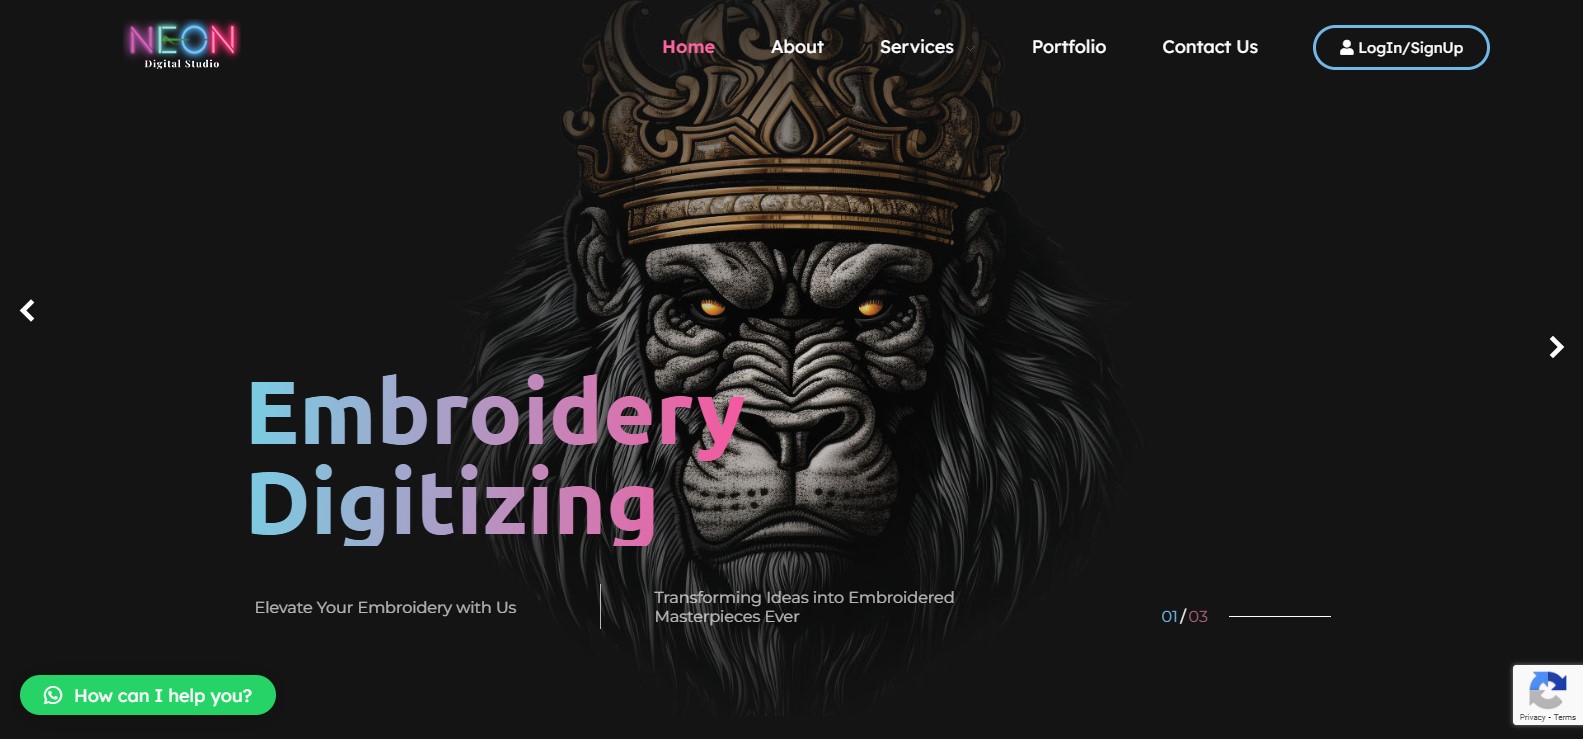 NEON
Digital Studio
Home
About
Services
Portfolio
Contact Us
LogIn/SignUp
Embroidery
Digitizing
Elevate Your Embroidery with Us
Transforming Ideas into Embroidered
Masterpieces Ever
01/03
How can I help you?
Privacy - Terms